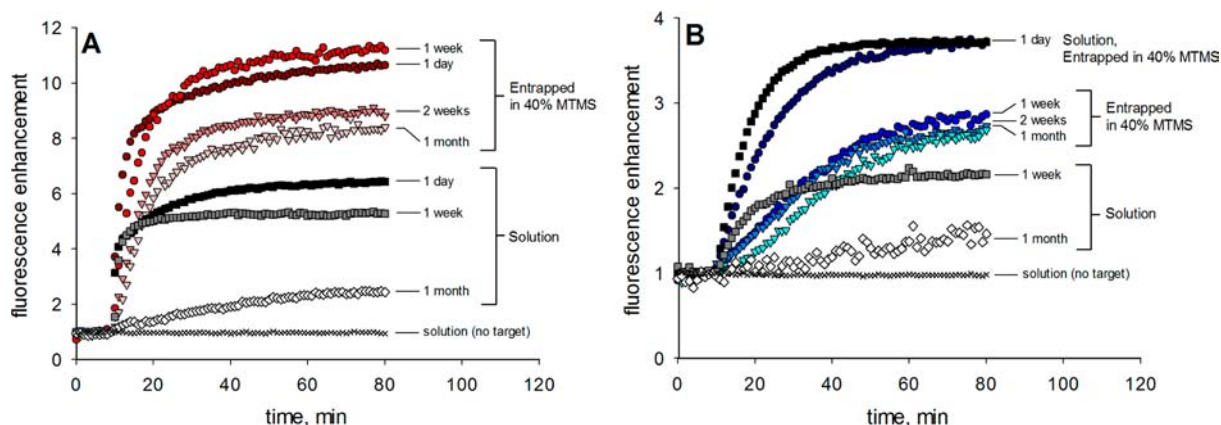 A
fluorescence enhancement
12
10
8
6
4
2
0
0
20
40
60
80
100
120
time, min
1 week
1 day
2 weeks
1 month
Entrapped
in 40% MTMS
1 day
1 week
1 month
Solution
solution (no target)
B
fluorescence enhancement
4
3
2
1
0
0
20
40
60
80
100
120
time, min
1 day
Solution,
Entrapped in 40% MTMS
1 week
2 weeks
1 month
Entrapped
in 40% MTMS
1 week
1 month
Solution
solution (no target)